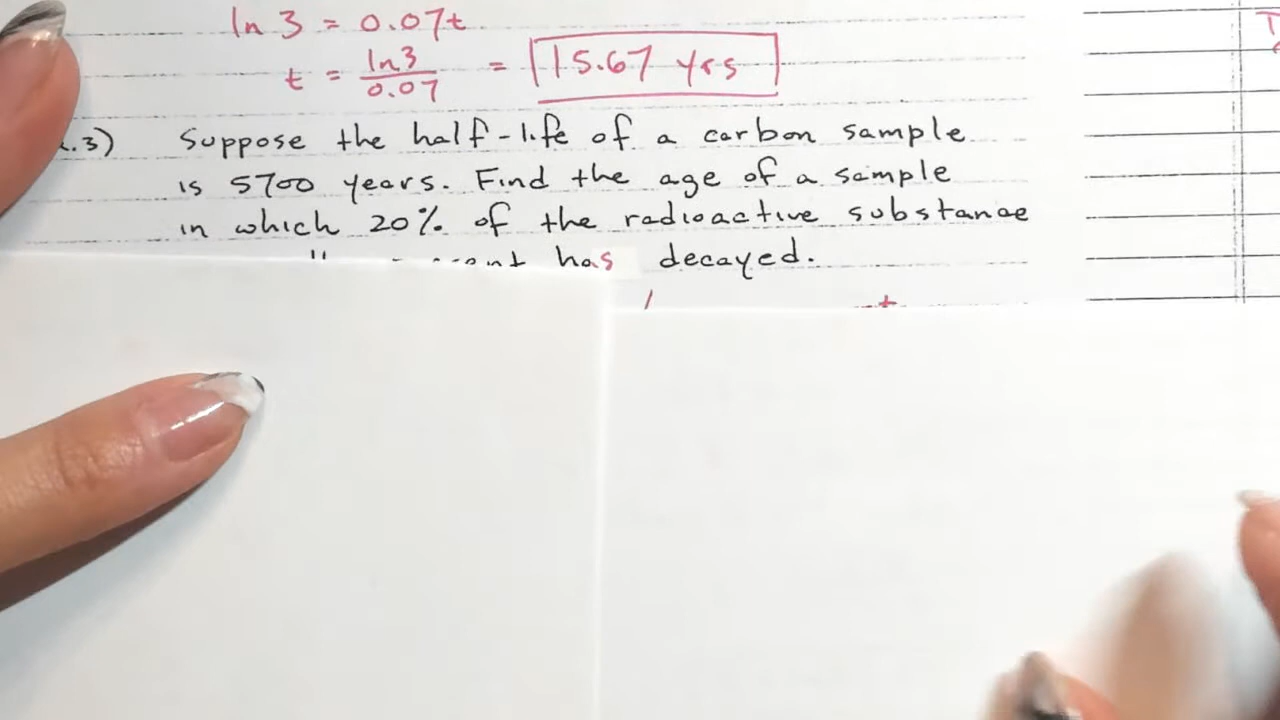 ln 3 = 0.07t
t = ln3/0.07 = 15.67 yrs
.3) Suppose the half-life of a carbon sample
is 5700 years. Find the age of a sample
in which 20% of the radioactive substance
has decayed.